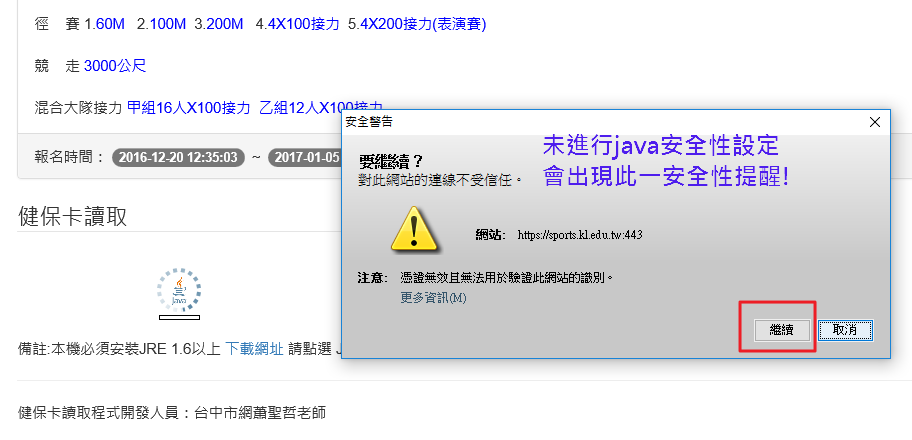 徑　賽 1.60M 2.100M 3.200M 4.4X100接力 5.4X200接力(表演賽)
競　走 3000公尺
混合大隊接力 甲組16人X100接力 乙組12人X100接力
報名時間： 2016-12-20 12:35:03 ~ 2017-01-05
安全警告
要繼續？
對此網站的連線不受信任。
未進行java安全性設定
會出現此一安全性提醒!
網站: https://sports.kl.edu.tw:443
注意: 憑證無效且無法用於驗證此網站的識別。
更多資訊(M)
繼續 取消
健保卡讀取
Java
備註:本機必須安裝JRE 1.6以上 下載網址 請點選 J
健保卡讀取程式開發人員：台中市網蕭聖哲老師